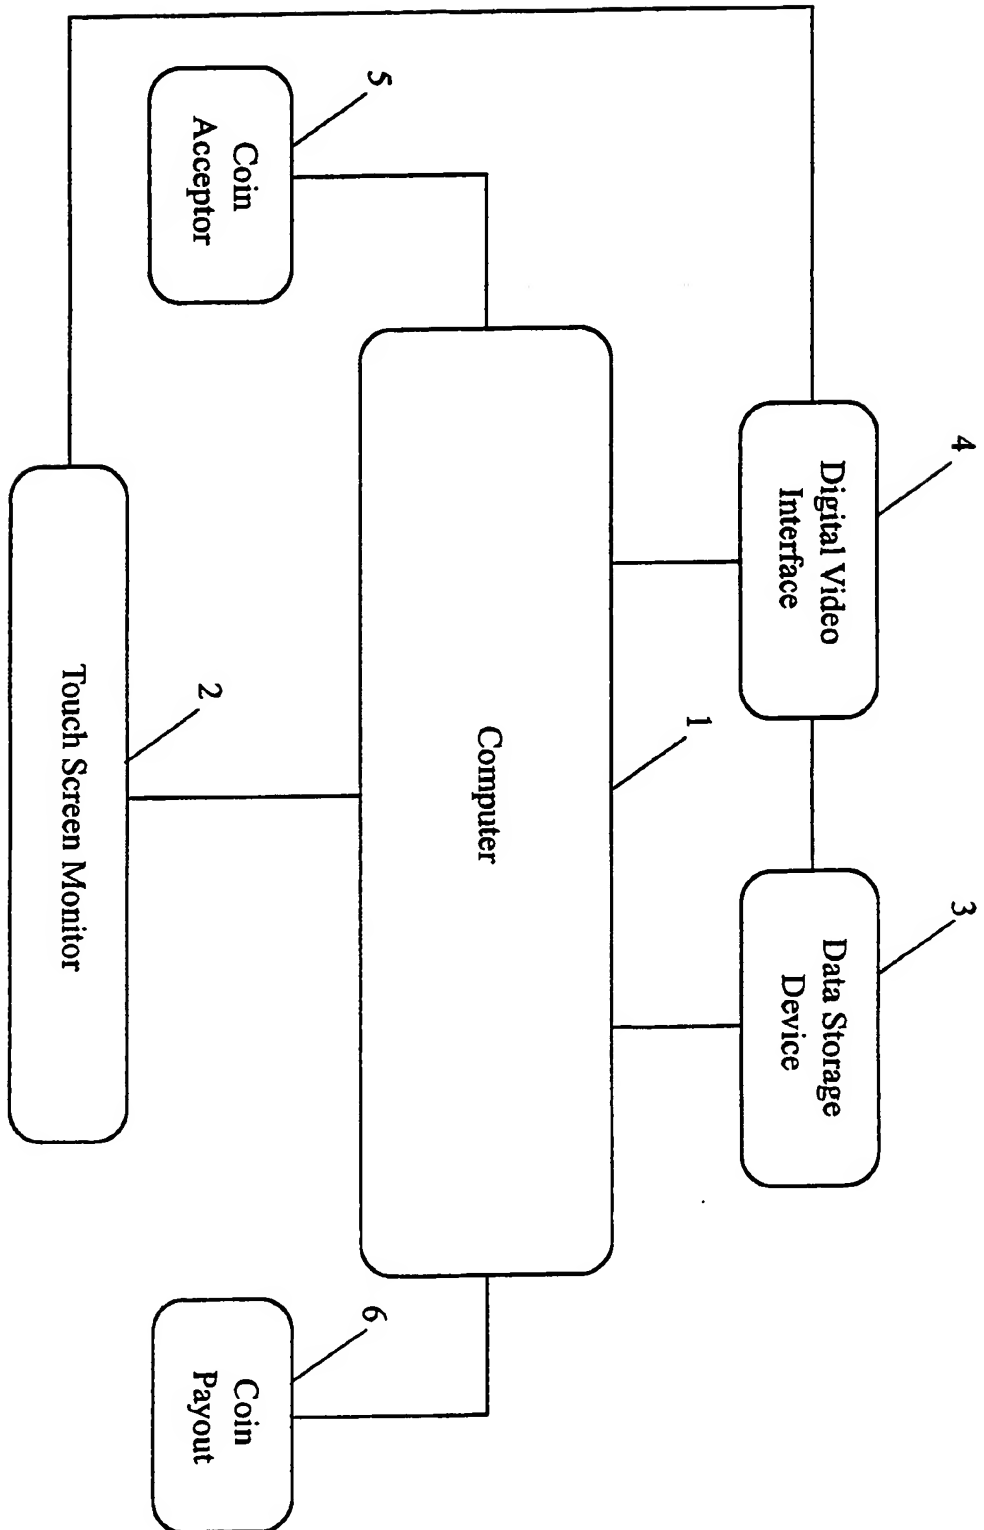 4
Digital Video
Interface
3
Data Storage
Device
1
Computer
5
Coin
Acceptor
6
Coin
Payout
2
Touch Screen Monitor